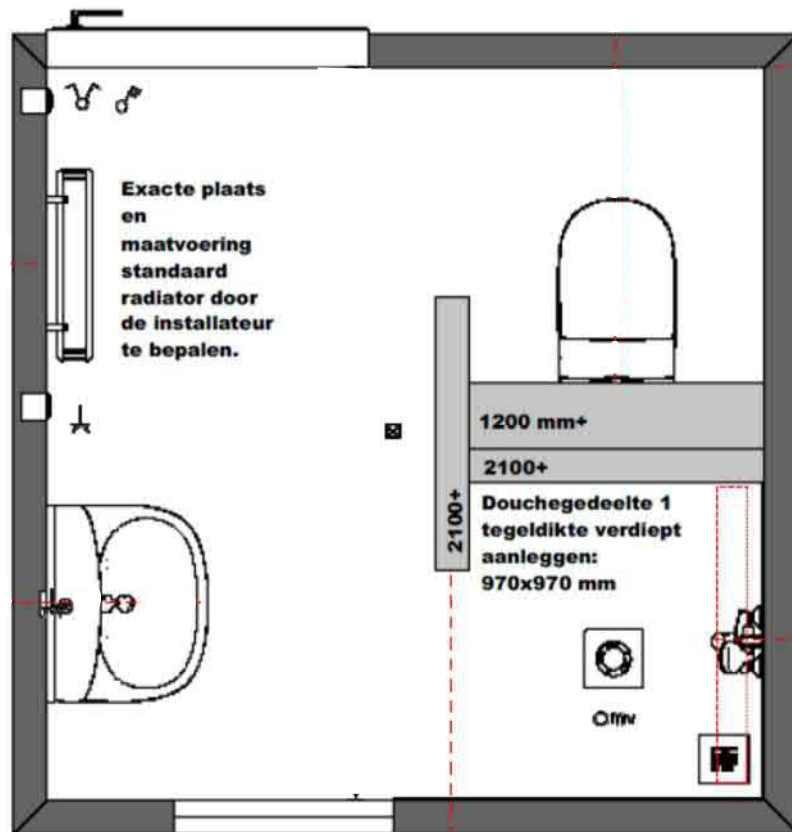 Exacte plaats
en
maatvoering
standaard
radiator door
de installateur
te bepalen.
1200 mm+
2100+
2100+
Douchegedeelte 1
tegeldikte verdiept
aanleggen:
970x970 mm